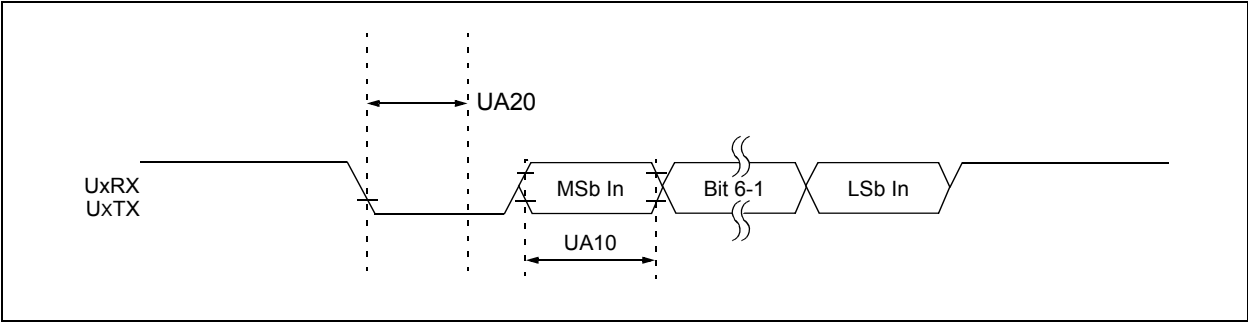 UA20
UxRX
UxTX
MSb In
Bit 6-1
LSb In
UA10